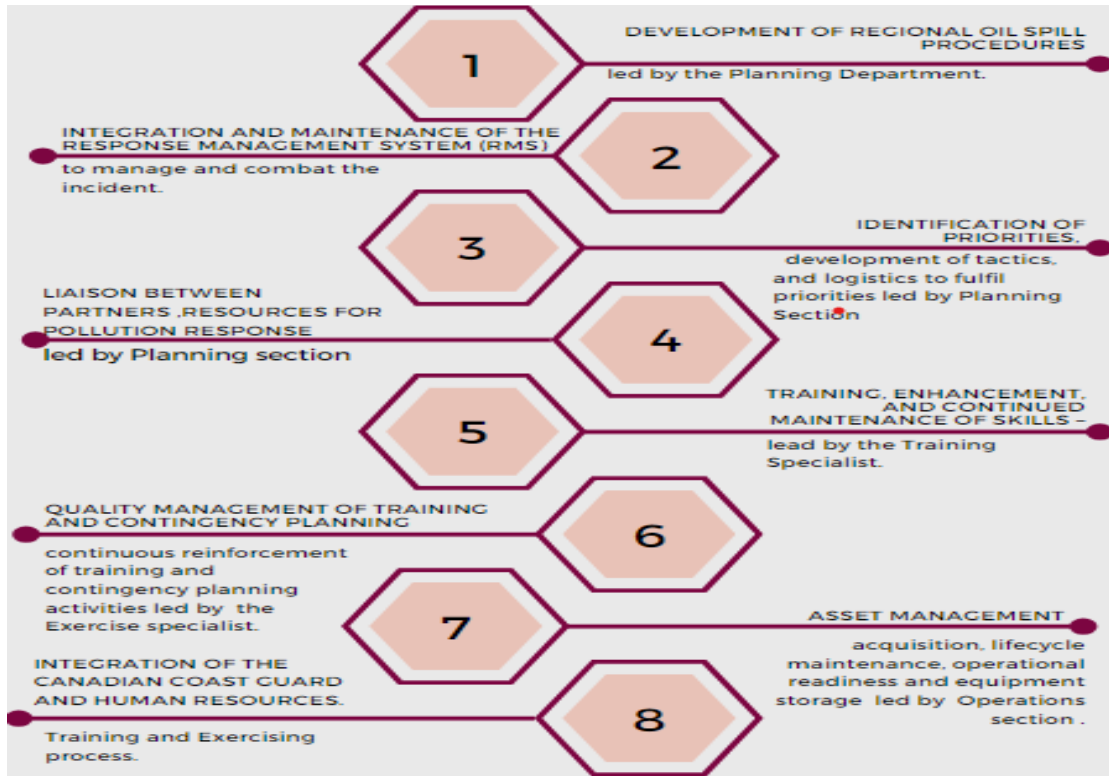 1
DEVELOPMENT OF REGIONAL OIL SPILL
PROCEDURES
led by the Planning Department.
INTEGRATION AND MAINTENANCE OF THE
RESPONSE MANAGEMENT SYSTEM (RMS)
to manage and combat the
incident.
2
3
IDENTIFICATION OF
PRIORITIES,
development of tactics,
and logistics to fulfil
priorities led by Planning
Section
LIAISON BETWEEN
PARTNERS ,RESOURCES FOR
POLLUTION RESPONSE
led by Planning section
4
5
TRAINING, ENHANCEMENT,
AND CONTINUED
MAINTENANCE OF SKILLS –
lead by the Training
Specialist.
QUALITY MANAGEMENT OF TRAINING
AND CONTINGENCY PLANNING
continuous reinforcement
of training and
contingency planning
activities led by the
Exercise specialist.
6
7
ASSET MANAGEMENT
acquisition, lifecycle
maintenance, operational
readiness and equipment
storage led by Operations
section .
INTEGRATION OF THE
CANADIAN COAST GUARD
AND HUMAN RESOURCES.
Training and Exercising
process.
8